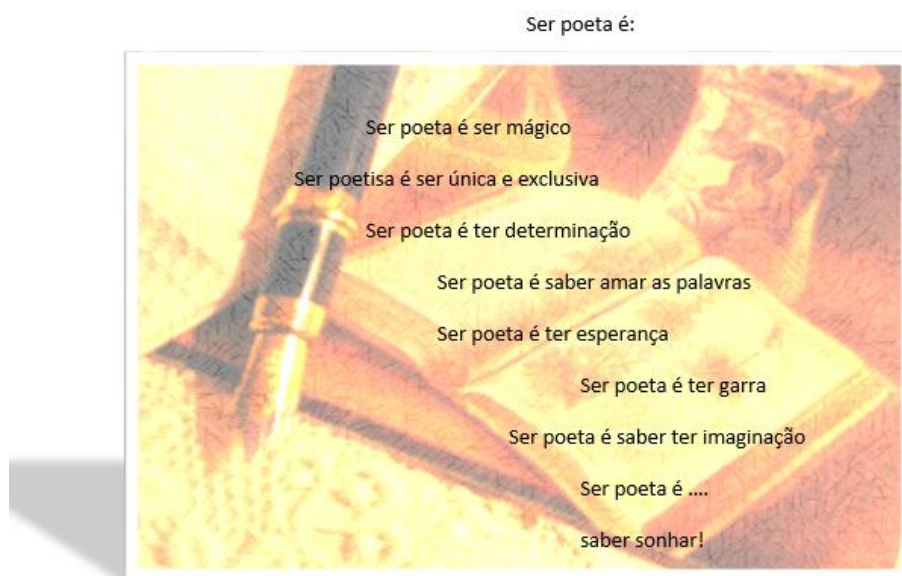 Ser poeta é:
Ser poeta é ser mágico
Ser poetisa é ser única e exclusiva
Ser poeta é ter determinação
Ser poeta é saber amar as palavras
Ser poeta é ter esperança
Ser poeta é ter garra
Ser poeta é saber ter imaginação
Ser poeta é ....
saber sonhar!